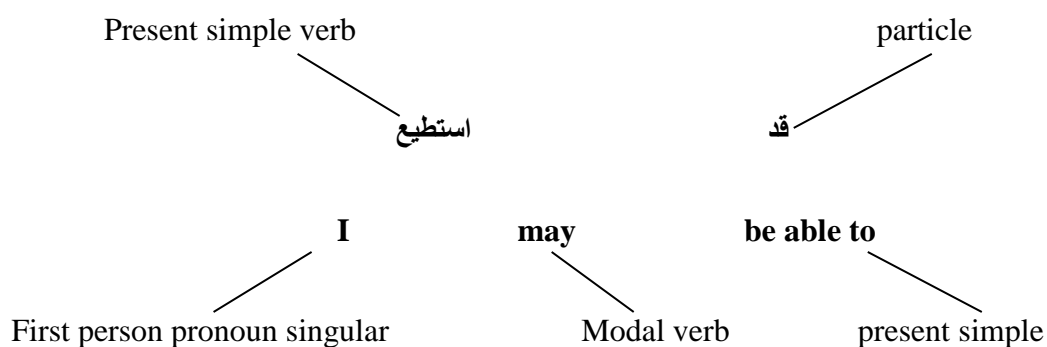 Present simple verb particle
قد استطيع
I may be able to
First person pronoun singular Modal verb present simple